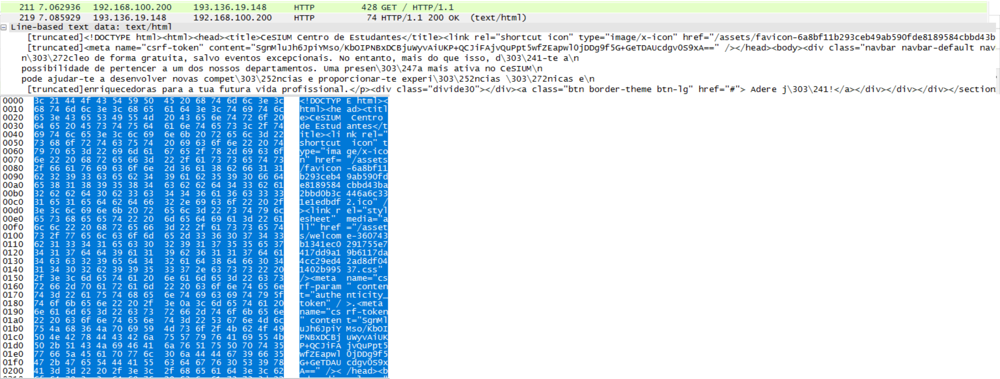 211 7.062936 192.168.100.200 193.136.19.148 HTTP 428 GET / HTTP/1.1
219 7.085929 193.136.19.148 192.168.100.200 HTTP 74 HTTP/1.1 200 OK (text/html)
Line-based text data: text/html
[truncated]<!DOCTYPE html><html><head><title>CeSIUM Centro de Estudantes</title><link rel="shortcut icon" type="image/x-icon" href="/assets/favicon-6a8bf11b293ceb49ab590fde8189584cbbd43b
[truncated]<meta name="csrf-token" content="SgnMluJh6JpiYMso/KbOIPNBxDCBjuWyvAiUKP+QCJiFAjvQuPpt5wfZEapwl0jDDg9f5G+GeTDAUcdgv0S9xA==" /></head><body><div class="navbar navbar-default nav
n\303\272cleo de forma gratuita, salvo eventos excepcionais. No entanto, mais do que isso, d\303\241-te a\n
possibilidade de pertencer a um dos nossos departamentos. Uma presen\303\247a mais ativa no CeSIUM\n
pode ajudar-te a desenvolver novas compet\303\252ncias e proporcionar-te experi\303\252ncias \303\272nicas e\n
[truncated]enriquecedoras para a tua futura vida profissional.</p><div class="divide30"></div><a class="btn border-theme btn-lg" href="#"> Adere j\303\241!</a></div></div></div></section
0000 3c 21 44 4f 43 54 59 50 45 20 68 74 6d 6c 3e 3c <!DOCTYP E html><
0010 68 74 6d 6c 3e 3c 68 65 61 64 3e 3c 74 69 74 6c html><he ad><titl
0020 65 3e 43 65 53 49 55 4d 20 43 65 6e 74 72 6f 20 e>CeSIUM Centro
0030 64 65 20 45 73 74 75 64 61 6e 74 65 73 3c 2f 74 de Estud antes</t
0040 69 74 6c 65 3e 3c 6c 69 6e 6b 20 72 65 6c 3d 22 itle><li nk rel="
0050 73 68 6f 72 74 63 75 74 20 69 63 6f 6e 22 20 74 shortcut icon" t
0060 79 70 65 3d 22 69 6d 61 67 65 2f 78 2d 69 63 6f ype="ima ge/x-ico
0070 6e 22 20 68 72 65 66 3d 22 2f 61 73 73 65 74 73 n" href= "/assets
0080 2f 66 61 76 69 63 6f 6e 2d 36 61 38 62 66 31 31 /favicon -6a8bf11
0090 62 32 39 33 63 65 62 34 39 61 62 35 39 30 66 64 b293ceb4 9ab590fd
00a0 65 38 31 38 39 35 38 34 63 62 62 64 34 33 62 61 e8189584 cbbd43ba
00b0 32 62 62 64 30 62 33 63 34 34 36 61 36 63 33 33 2bbd0b3c 446a6c33
00c0 31 65 31 65 64 62 64 66 32 2e 69 63 6f 22 20 2f 1e1edbdf 2.ico" /
00d0 3e 3c 6c 69 6e 6b 20 72 65 6c 3d 22 73 74 79 6c ><link r el="styl
00e0 65 73 68 65 65 74 22 20 6d 65 64 69 61 3d 22 61 esheet" media="a
00f0 6c 6c 22 20 68 72 65 66 3d 22 2f 61 73 73 65 74 ll" href ="/asset
0100 73 2f 77 65 6c 63 6f 6d 65 2d 33 36 30 37 34 33 s/welcom e-360743
0110 62 31 33 34 31 65 63 30 32 39 31 37 35 35 65 37 b1341ec0 291755e7
0120 34 31 37 64 64 39 61 31 39 62 36 31 31 37 64 61 417dd9a1 9b6117da
0130 34 63 63 32 39 65 64 34 32 61 64 38 64 66 30 34 4cc29ed4 2ad8df04
0140 31 34 30 32 62 39 39 35 33 37 2e 63 73 73 22 20 1402b995 37.css"
0150 2f 3e 3c 6d 65 74 61 20 6e 61 6d 65 3d 22 63 73 /><meta name="cs
0160 72 66 2d 70 61 72 61 6d 22 20 63 6f 6e 74 65 6e rf-param " conten
0170 74 3d 22 61 75 74 68 65 6e 74 69 63 69 74 79 5f t="authe nticity_
0180 74 6f 6b 65 6e 22 20 2f 3e 0a 3c 6d 65 74 61 20 token" / >.<meta
0190 6e 61 6d 65 3d 22 63 73 72 66 2d 74 6f 6b 65 6e name="cs rf-token
01a0 22 20 63 6f 6e 74 65 6e 74 3d 22 53 67 6e 4d 6c " conten t="SgnMl
01b0 75 4a 68 36 4a 70 69 59 4d 73 6f 2f 4b 62 4f 49 uJh6JpiY Mso/KbOI
01c0 50 4e 42 78 44 43 42 6a 75 57 79 76 41 69 55 4b PNBxDCBj uWyvAiUK
01d0 50 2b 51 43 4a 69 46 41 6a 76 51 75 50 70 74 35 P+QCJiFA jvQuPpt5
01e0 77 66 5a 45 61 70 77 6c 30 6a 44 44 67 39 66 35 wfZEapwl 0jDDg9f5
01f0 47 2b 47 65 54 44 41 55 63 64 67 76 30 53 39 78 G+GeTDAU cdgv0S9x
0200 41 3d 3d 22 20 2f 3e 3c 2f 68 65 61 64 3e 3c 62 A==" />< /head><b